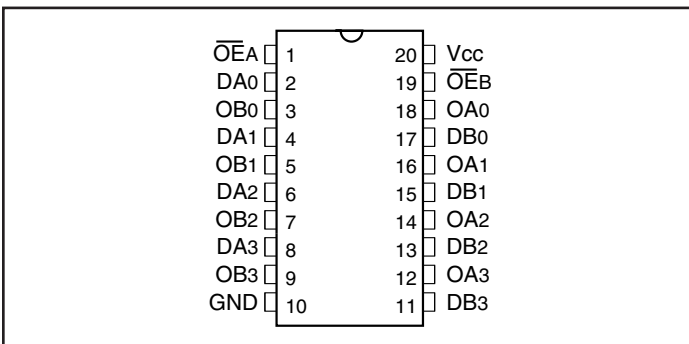 O̅E̅A 1 20 Vcc
DA0 2 19 O̅E̅B
OB0 3 18 OA0
DA1 4 17 DB0
OB1 5 16 OA1
DA2 6 15 DB1
OB2 7 14 OA2
DA3 8 13 DB2
OB3 9 12 OA3
GND 10 11 DB3